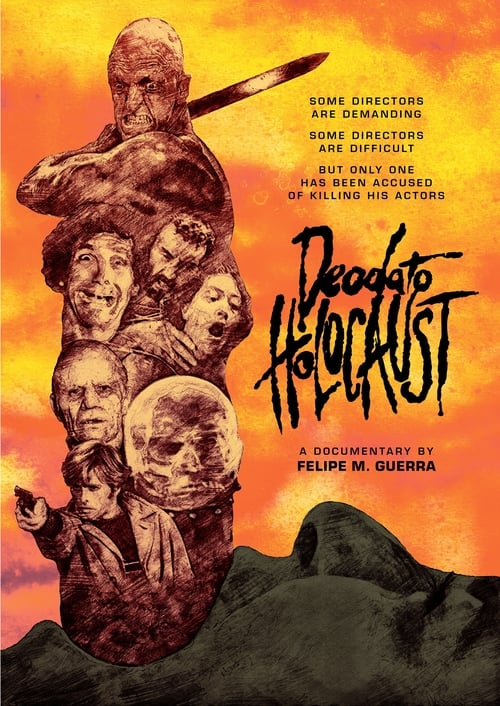 SOME DIRECTORS
ARE DEMANDING
SOME DIRECTORS
ARE DIFFICULT
BUT ONLY ONE
HAS BEEN ACCUSED
OF KILLING HIS ACTORS
Deodato
HOLOCAUST
A DOCUMENTARY BY
FELIPE M. GUERRA